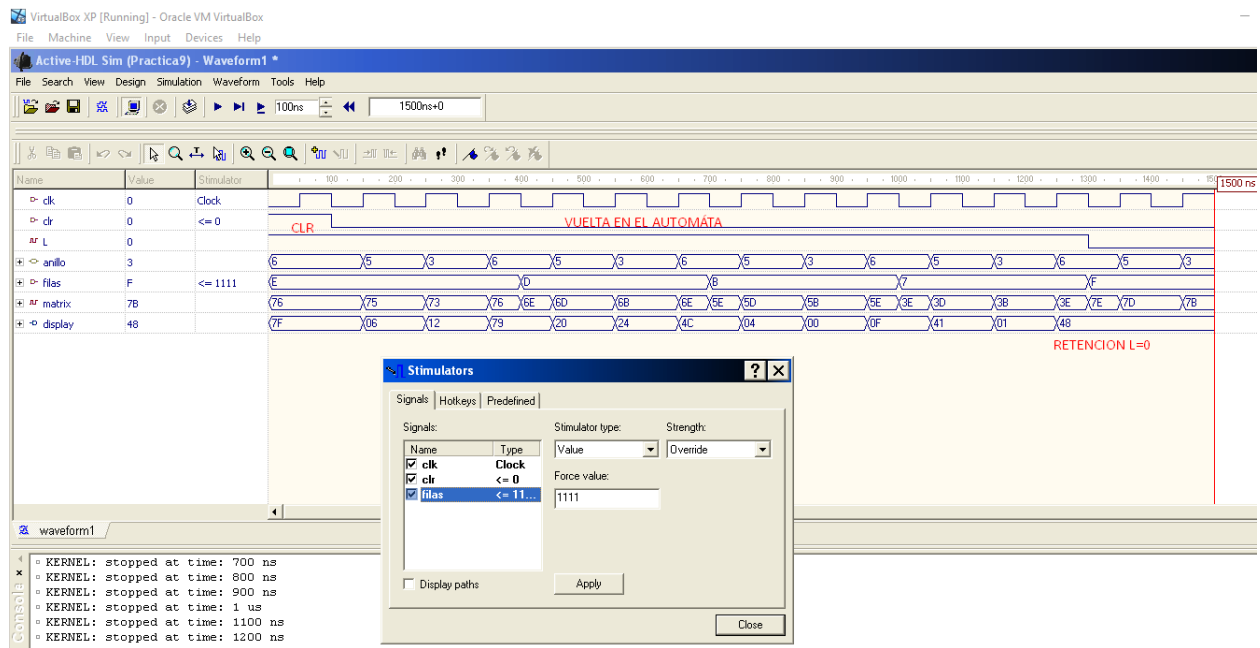 VirtualBox XP [Running] - Oracle VM VirtualBox
File Machine View Input Devices Help
Active-HDL Sim (Practica9) - Waveform1 *
File Search View Design Simulation Waveform Tools Help
100ns 1500ns+0
Name Value Stimulator 100 200 300 400 500 600 700 800 900 1000 1100 1200 1300 1400 1500 ns
clk 0 Clock
clr 0 <= 0 CLR VUELTA EN EL AUTOMÁTA
L 0
anillo 3 6 5 3 6 5 3 6 5 3 6 5 3 6 5 3
filas F <= 1111 E D B 7 F
matrix 7B 76 75 73 76 6E 6D 6B 6E 5E 5D 5B 5E 3E 3D 3B 3E 7E 7D 7B
display 48 7F 06 12 79 20 24 4C 04 00 0F 41 01 48
RETENCION L=0
Stimulators
Signals Hotkeys Predefined
Signals: Stimulator type: Strength:
Name Type Value Override
clk Clock
clr <= 0 Force value:
filas <= 11... 1111
Display paths Apply
Close
waveform1
KERNEL: stopped at time: 700 ns
KERNEL: stopped at time: 800 ns
KERNEL: stopped at time: 900 ns
KERNEL: stopped at time: 1 us
KERNEL: stopped at time: 1100 ns
KERNEL: stopped at time: 1200 ns
Console